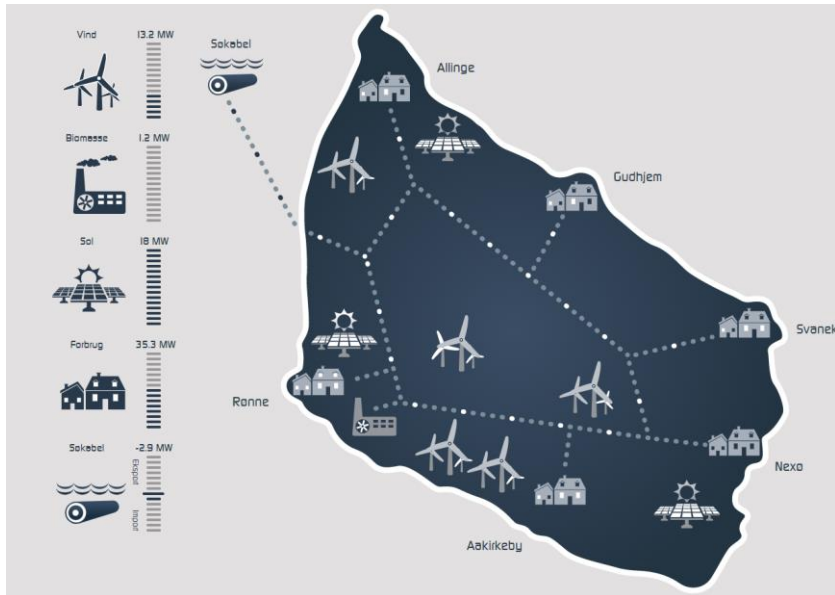 Vind 13.2 MW
Biomasse 1.2 MW
Sol 18 MW
Forbrug 35.3 MW
Søkabel -2.9 MW
Eksport
Import
Søkabel
Allinge
Gudhjem
Svanek
Rønne
Nexø
Aakirkeby